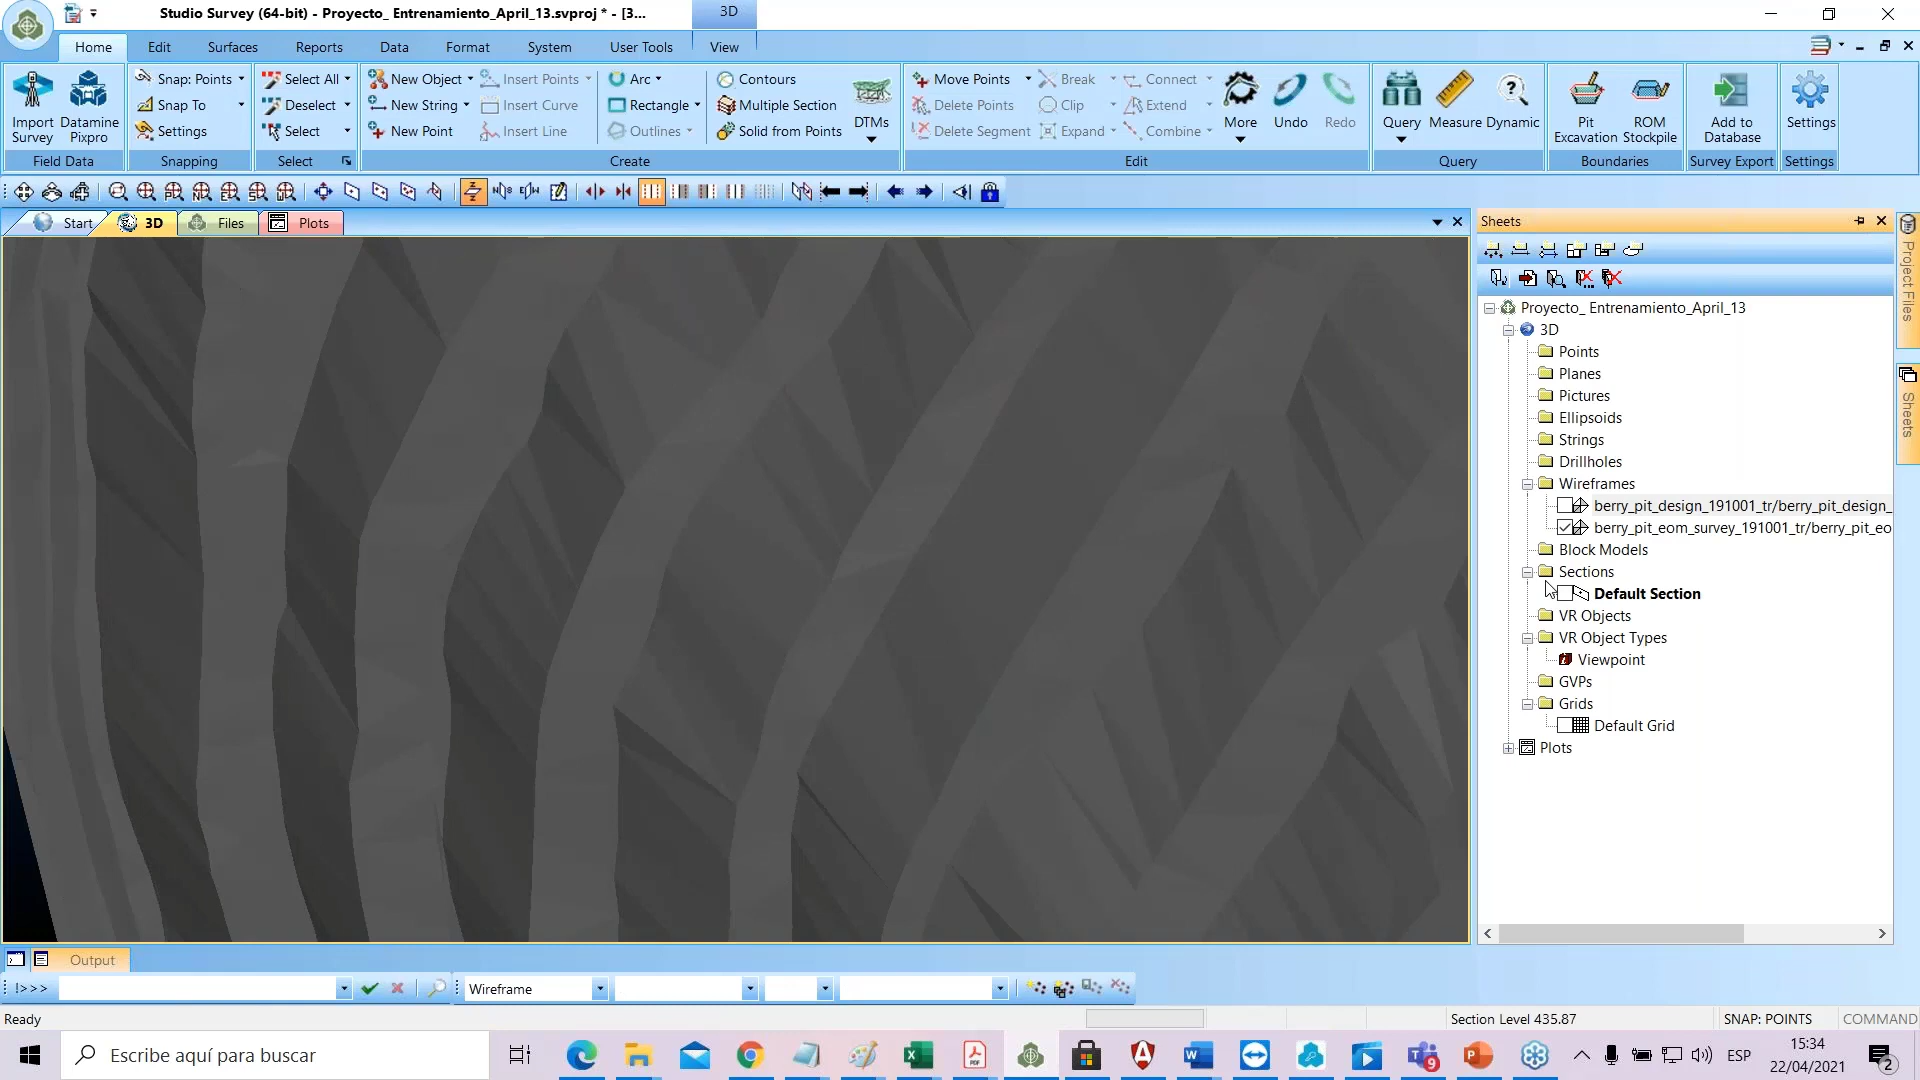 Studio Survey (64-bit) - Proyecto_ Entrenamiento_April_13.svproj * - [3...
3D
Home Edit Surfaces Reports Data Format System User Tools View
Import Survey
Datamine Pixpro
Field Data
Snap: Points
Snap To
Settings
Snapping
Select All
Deselect
Select
Select
New Object
New String
New Point
Insert Points
Insert Curve
Insert Line
Arc
Rectangle
Outlines
Contours
Multiple Section
Solid from Points
DTMs
Create
Move Points
Delete Points
Delete Segment
Break
Clip
Expand
Connect
Extend
Combine
More
Undo
Redo
Edit
Query
Measure
Dynamic
Query
Pit Excavation
ROM Stockpile
Boundaries
Add to Database
Survey Export
Settings
Settings
Start 3D Files Plots
Sheets
Project Files
Sheets
Proyecto_ Entrenamiento_April_13
3D
Points
Planes
Pictures
Ellipsoids
Strings
Drillholes
Wireframes
berry_pit_design_191001_tr/berry_pit_design_
berry_pit_eom_survey_191001_tr/berry_pit_eo
Block Models
Sections
Default Section
VR Objects
VR Object Types
Viewpoint
GVPs
Grids
Default Grid
Plots
Output
!>>> Wireframe
Ready Section Level 435.87 SNAP: POINTS COMMAND
Escribe aquí para buscar
9
ESP
15:34
22/04/2021
2